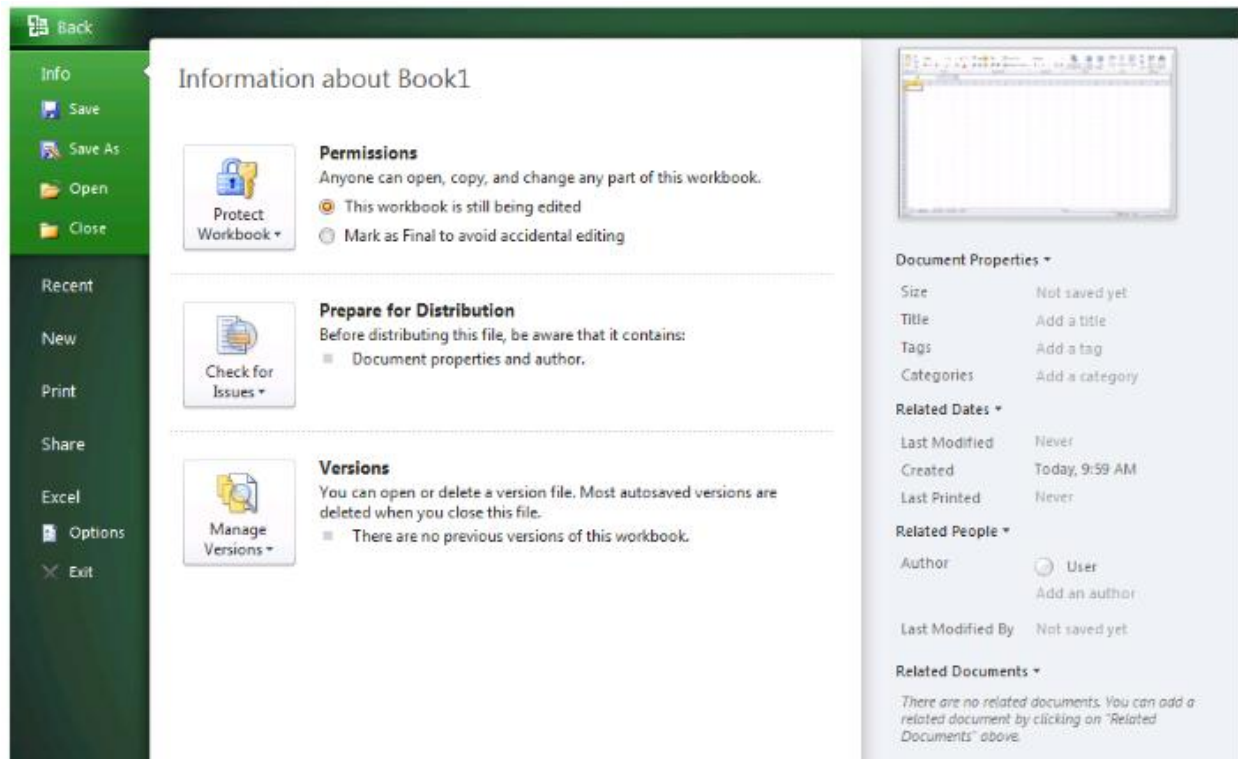 Back
Info
Save
Save As
Open
Close
Recent
New
Print
Share
Excel
Options
Exit
Information about Book1
Protect
Workbook
Permissions
Anyone can open, copy, and change any part of this workbook.
This workbook is still being edited
Mark as Final to avoid accidental editing
Check for
Issues
Prepare for Distribution
Before distributing this file, be aware that it contains:
Document properties and author.
Manage
Versions
Versions
You can open or delete a version file. Most autosaved versions are
deleted when you close this file.
There are no previous versions of this workbook.
Document Properties
Size Not saved yet
Title Add a title
Tags Add a tag
Categories Add a category
Related Dates
Last Modified Never
Created Today, 9:59 AM
Last Printed Never
Related People
Author User
Add an author
Last Modified By Not saved yet
Related Documents
There are no related documents. You can add a
related document by clicking on "Related
Documents" above.